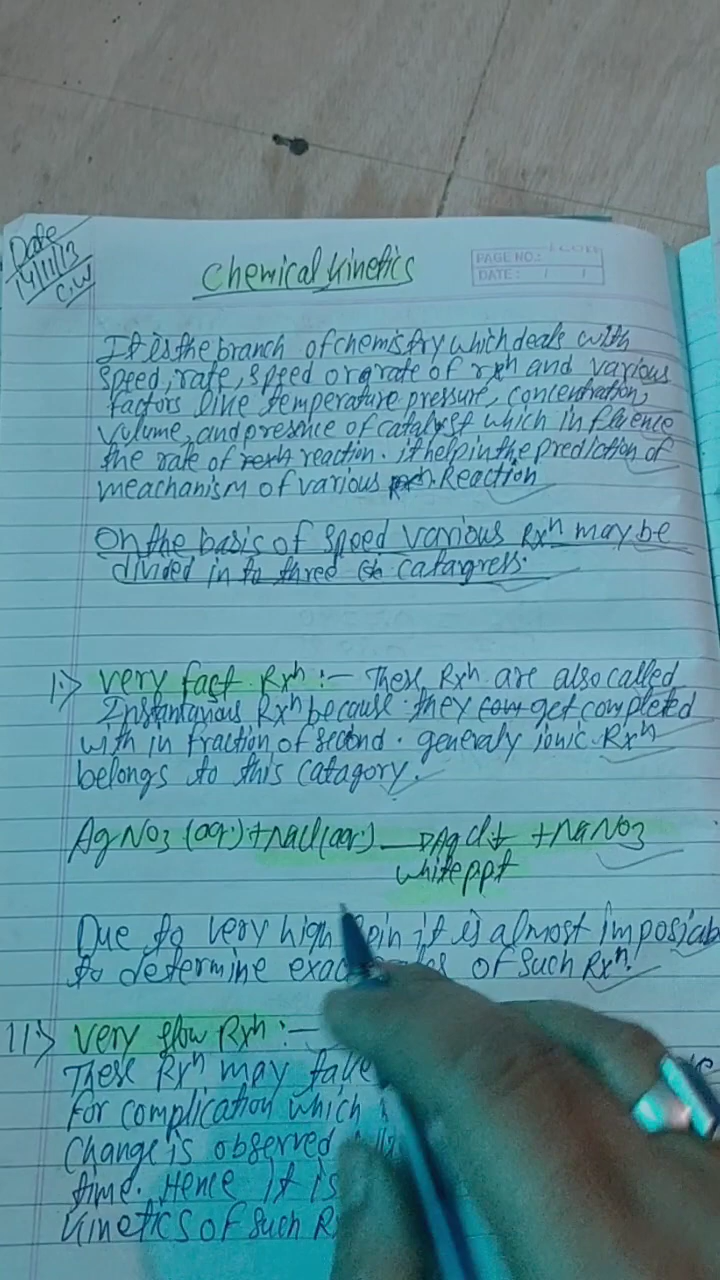 Date
14/11/13
C.W
Chemical kinetics
PAGE NO.:
DATE: / /
It is the branch of chemistry which deals with
speed, rate, speed or rate of rxn and various
factors like temperature pressure, concentration,
volume, and presence of catalyst which influence
the rate of reaction. it help in the prediction of
meachanism of various Reaction
On the basis of speed various Rxn may be
divided in to three
1.> very fast Rxn :- These Rxn are also called
Instantanious Rxn because they get completed
with in fraction of second. generaly ionic Rxn
belongs to this catagory.
AgNO3 (aq.) + NaCl (aq.) → AgCl↓ + NaNO3
white ppt
Due to very high it is almost imposiab
to determine of such Rxn.
11.> very slow Rxn :-
These Rxn may take
for complication which
change is observed
time. Hence it is
kinetics of such R